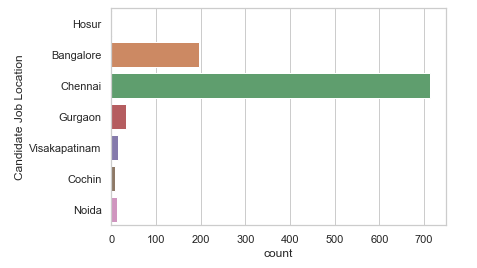 Candidate Job Location
Hosur
Bangalore
Chennai
Gurgaon
Visakapatinam
Cochin
Noida
0 100 200 300 400 500 600 700
count